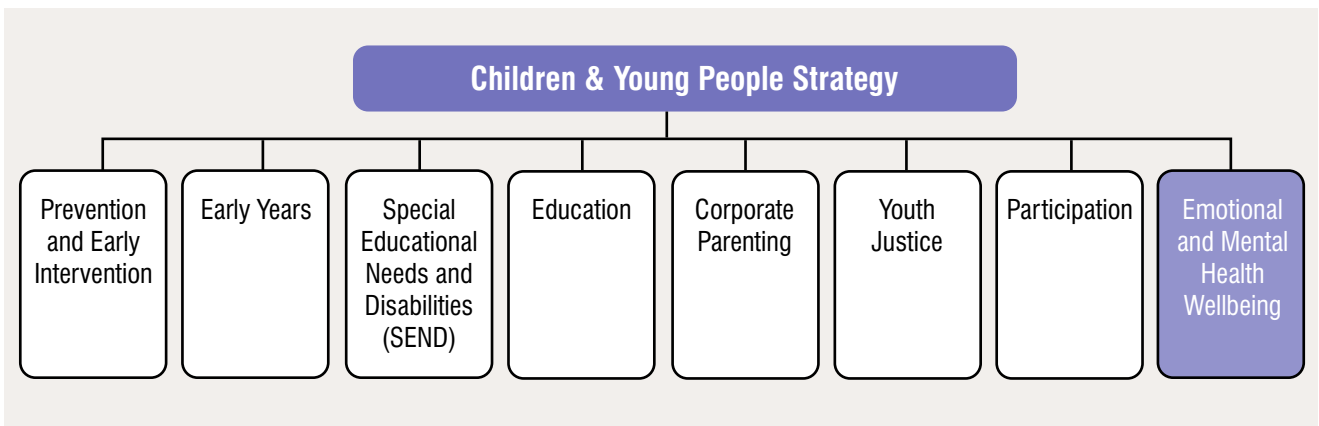 Children & Young People Strategy
Prevention
and Early
Intervention
Early Years
Special
Educational
Needs and
Disabilities
(SEND)
Education
Corporate
Parenting
Youth
Justice
Participation
Emotional
and Mental
Health
Wellbeing